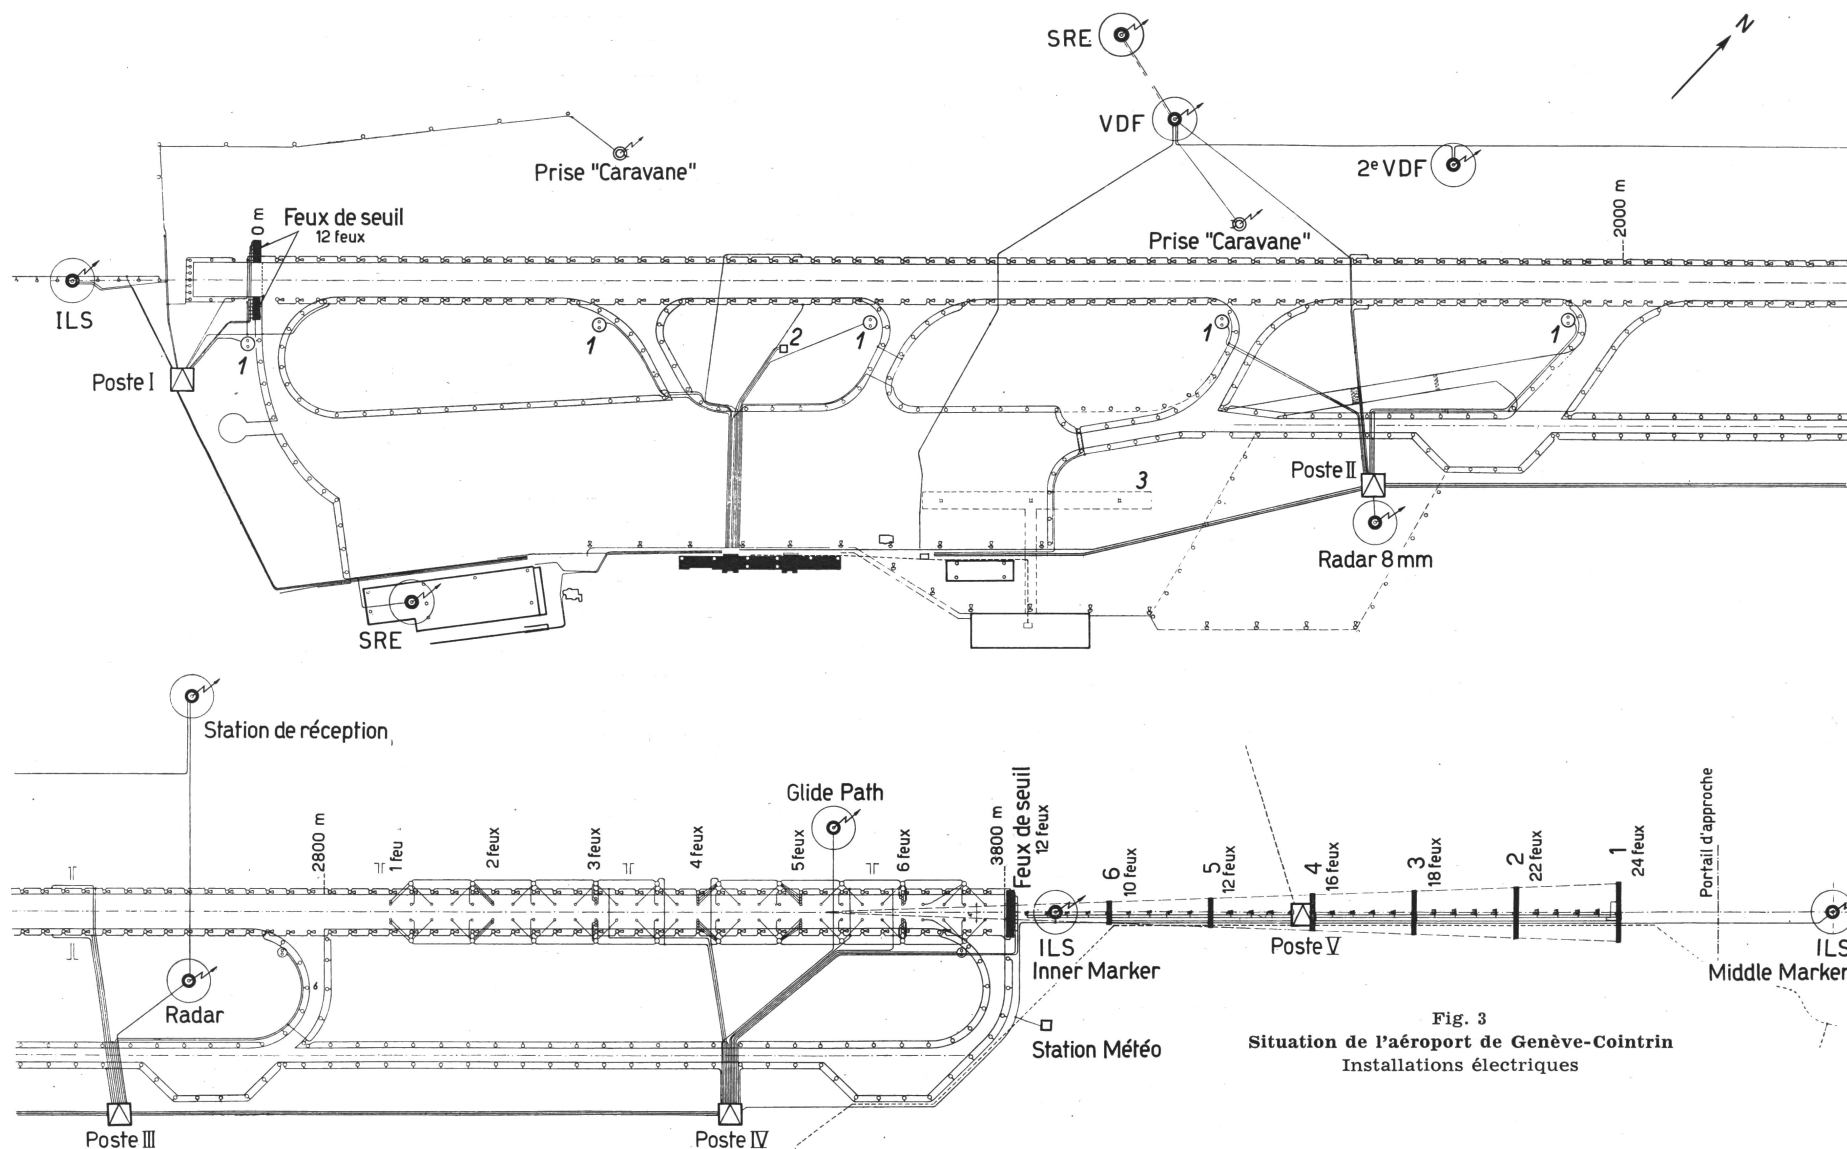 N
SRE
VDF
2e VDF
Prise "Caravane"
2000 m
0 m
Feux de seuil
12 feux
Prise "Caravane"
ILS
1
1
2
1
1
1
Poste I
Poste II
3
Radar 8 mm
SRE
Station de réception
Glide Path
2800 m
1 feu
2 feux
3 feux
4 feux
5 feux
6 feux
3800 m
Feux de seuil
12 feux
6
10 feux
5
12 feux
4
16 feux
3
18 feux
2
22 feux
1
24 feux
Portail d'approche
ILS
Inner Marker
Poste V
ILS
Middle Marker
Radar
Station Météo
Fig. 3
Situation de l'aéroport de Genève-Cointrin
Installations électriques
Poste III
Poste IV